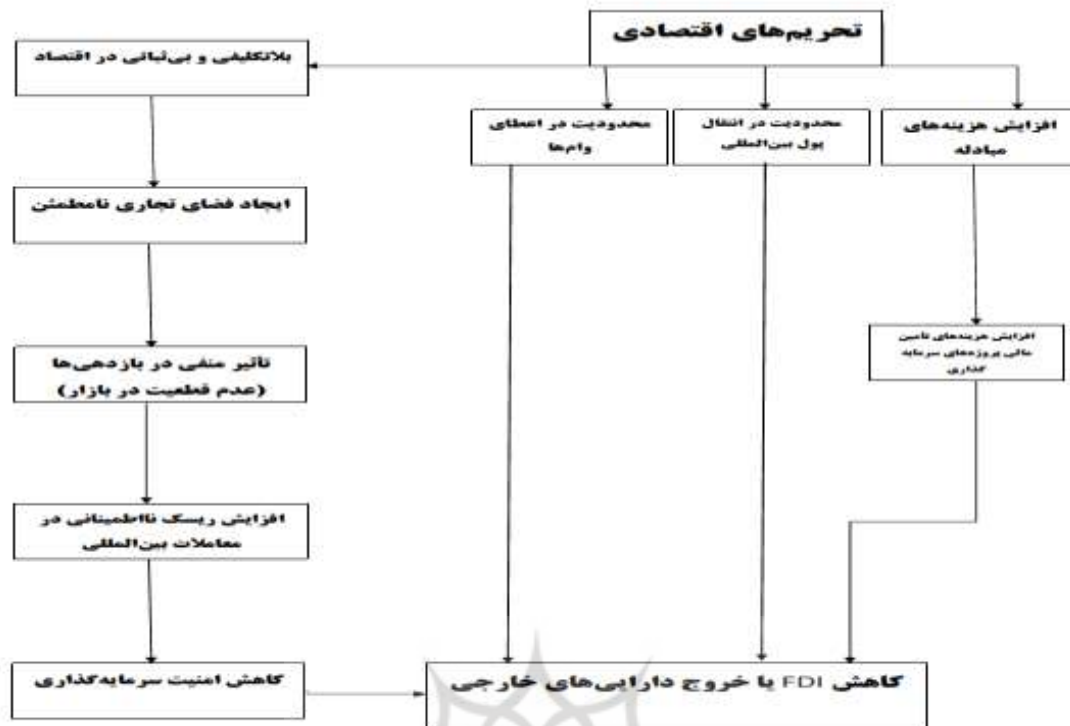 تحریم‌های اقتصادی
بلاتکلیفی و بی‌ثباتی در اقتصاد
افزایش هزینه‌های
مبادله
محدودیت در انتقال
پول بین‌المللی
محدودیت در اعطای
وام‌ها
ایجاد فضای تجاری نامطمئن
تأثیر منفی در بازدهی‌ها
(عدم قطعیت در بازار)
افزایش هزینه‌های تأمین
مالی پروژه‌های سرمایه
گذاری
افزایش ریسک نااطمینانی در
معاملات بین‌المللی
کاهش امنیت سرمایه‌گذاری
کاهش FDI یا خروج دارایی‌های خارجی